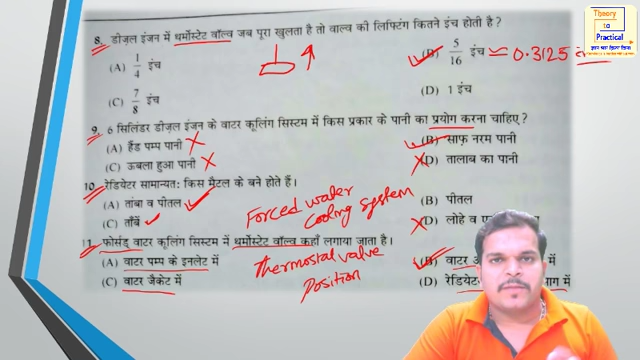 Theory
to
Practical
8. डीज़ल इंजन में थर्मोस्टेट वॉल्व जब पूरा खुलता है तो वाल्व की लिफ्टिंग कितने इंच होती है ?
(A) 1/4 इंच
(B) 5/16 इंच = 0.3125
(C) 7/8 इंच
(D) 1 इंच
9. 6 सिलिंडर डीज़ल इंजन के वाटर कूलिंग सिस्टम में किस प्रकार के पानी का प्रयोग करना चाहिए ?
(A) हैंड पम्प पानी
(B) साफ़ नरम पानी
(C) उबला हुआ पानी
(D) तालाब का पानी
10. रेडियेटर सामान्यत: किस मैटल के बने होते हैं।
(A) तांबा व पीतल
(B) पीतल
(C) ताँबे
(D) लोहे व
Forced water
cooling system
11. फोर्सड वाटर कूलिंग सिस्टम में थर्मोस्टेट वाल्व कहाँ लगाया जाता है।
(A) वाटर पम्प के इनलेट में
(B) वाटर में
(C) वाटर जैकेट में
(D) भाग में
Thermostal valve
position